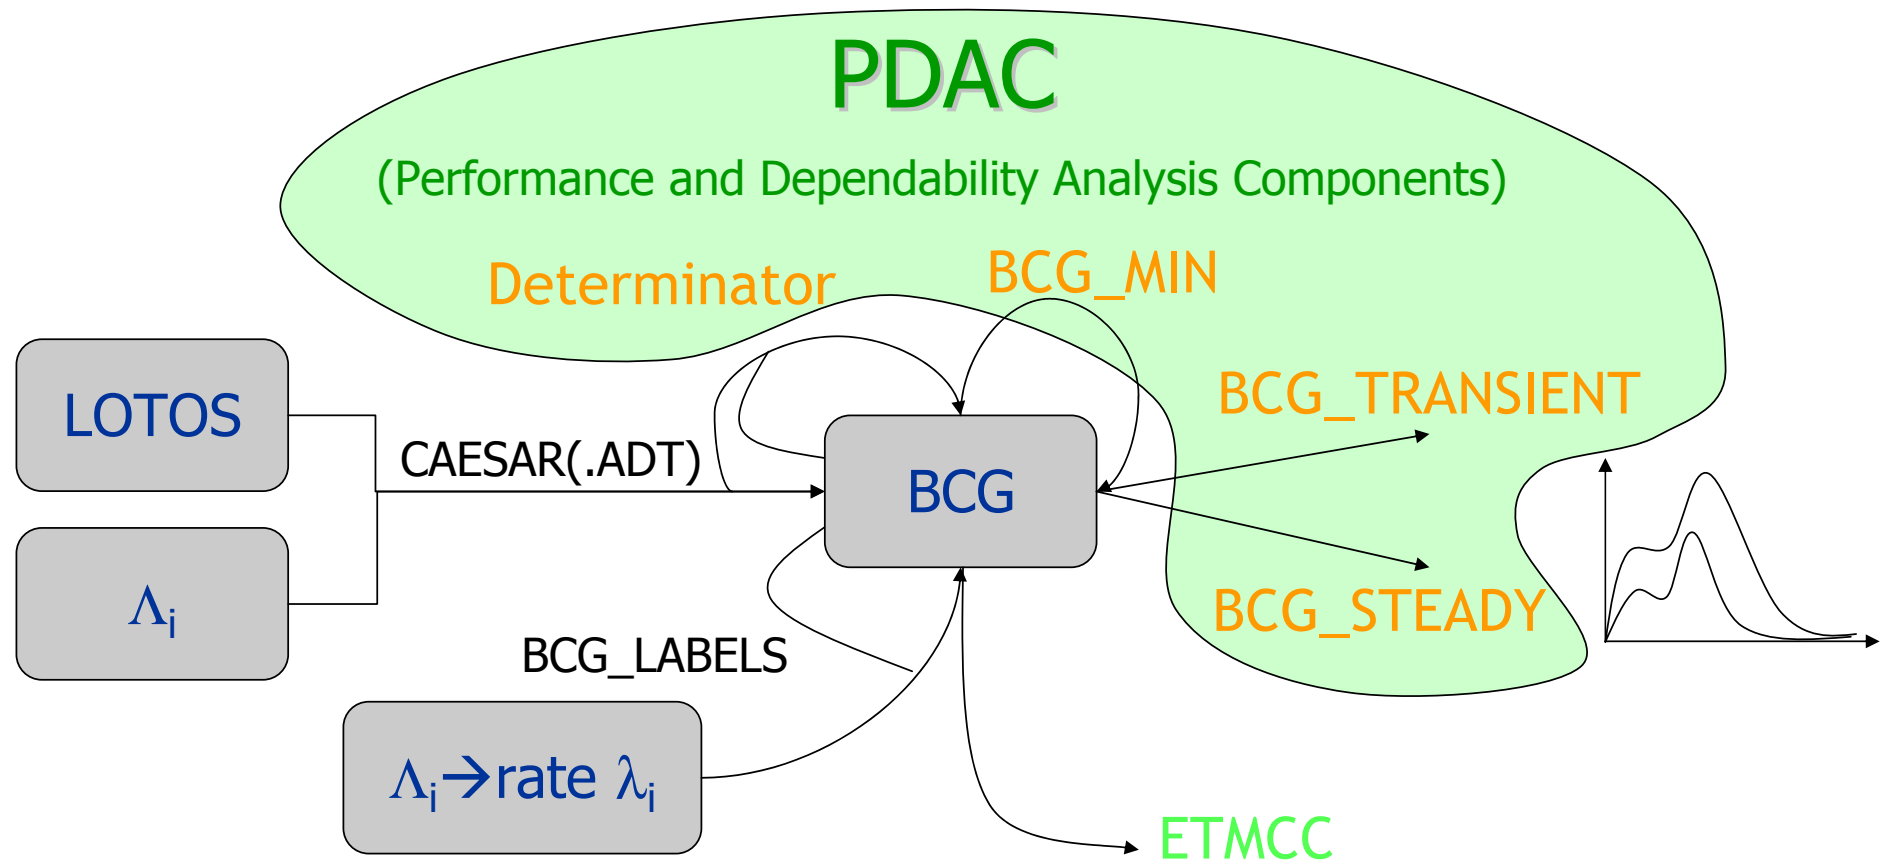 PDAC
(Performance and Dependability Analysis Components)
Determinator
BCG_MIN
LOTOS
BCG_TRANSIENT
CAESAR(.ADT)
BCG
Λi
BCG_STEADY
BCG_LABELS
Λi→rate λi
ETMCC